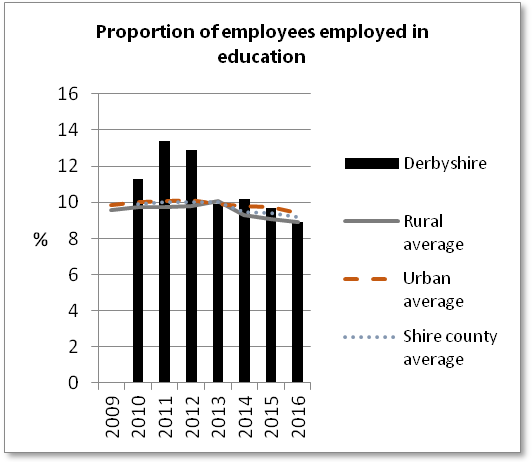 Proportion of employees employed in
education
16
14
12
10
8
6
4
2
0
%
2009
2010
2011
2012
2013
2014
2015
2016
Derbyshire
Rural
average
Urban
average
Shire county
average